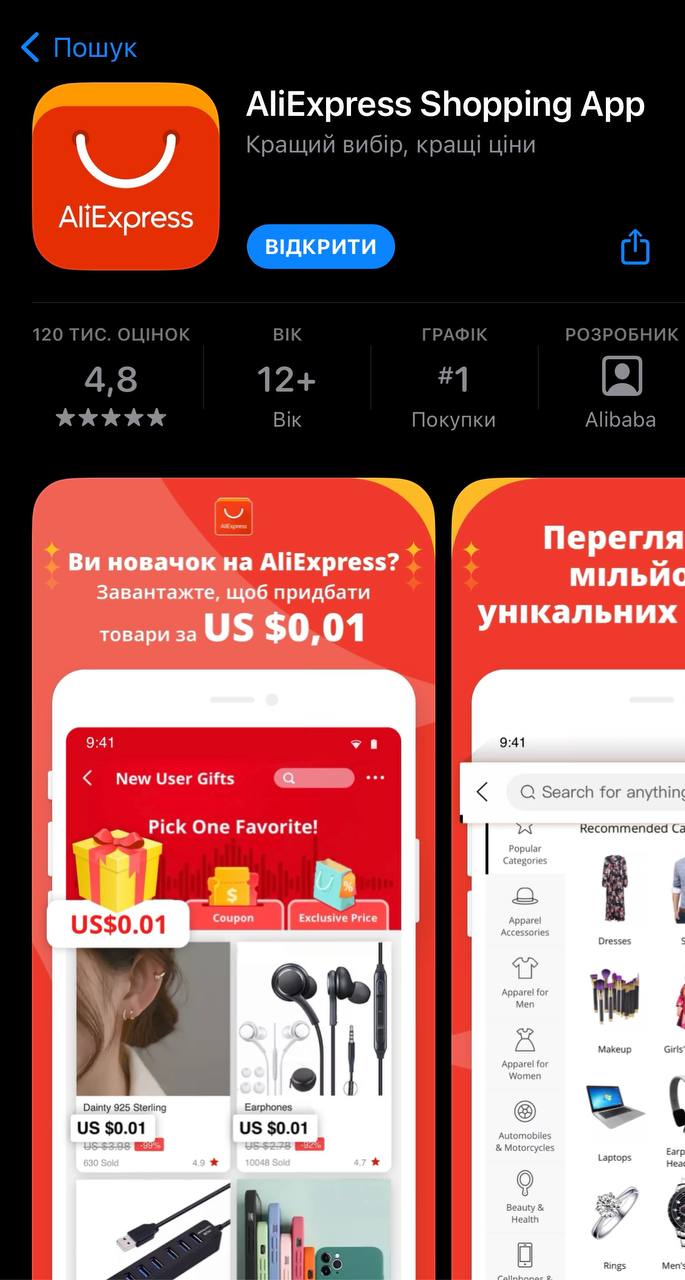 Пошук
AliExpress Shopping App
Кращий вибір, кращі ціни
AliExpress
ВІДКРИТИ
120 ТИС. ОЦІНОК
4,8
ВІК
12+
Вік
ГРАФІК
#1
Покупки
РОЗРОБНИК
Alibaba
AliExpress
Ви новачок на AliExpress?
Завантажте, щоб придбати
товари за US $0,01
9:41
New User Gifts
Pick One Favorite!
US$0.01
$
Coupon
%
Exclusive Price
Dainty 925 Sterling
US $0.01
US $3.98 -99%
630 Sold 4.9
Earphones
US $0.01
US $2.78 -92%
10048 Sold 4.7
Перегля
мільйо
унікальних
9:41
Search for anything
Popular
Categories
Apparel
Accessories
Apparel for
Men
Apparel for
Women
Automobiles
& Motorcycles
Beauty &
Health
Cellphones &
Recommended Ca
Dresses
S
Makeup
Girls'
Laptops
Earp
Head
Rings
Men's